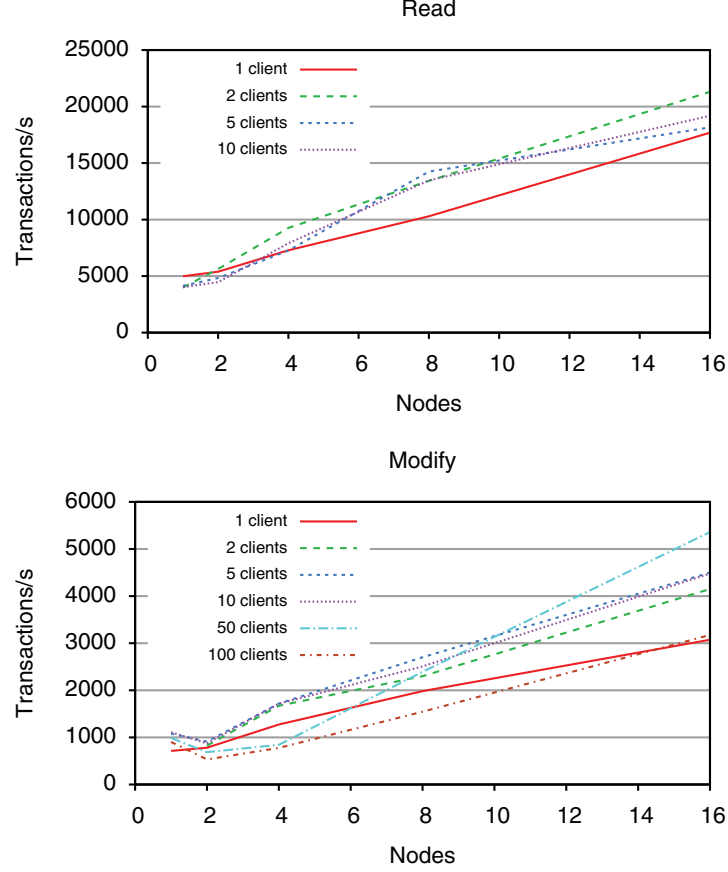 Read
25000
20000
15000
10000
5000
0
Transactions/s
1 client
2 clients
5 clients
10 clients
0 2 4 6 8 10 12 14 16
Nodes
Modify
6000
5000
4000
3000
2000
1000
0
Transactions/s
1 client
2 clients
5 clients
10 clients
50 clients
100 clients
0 2 4 6 8 10 12 14 16
Nodes